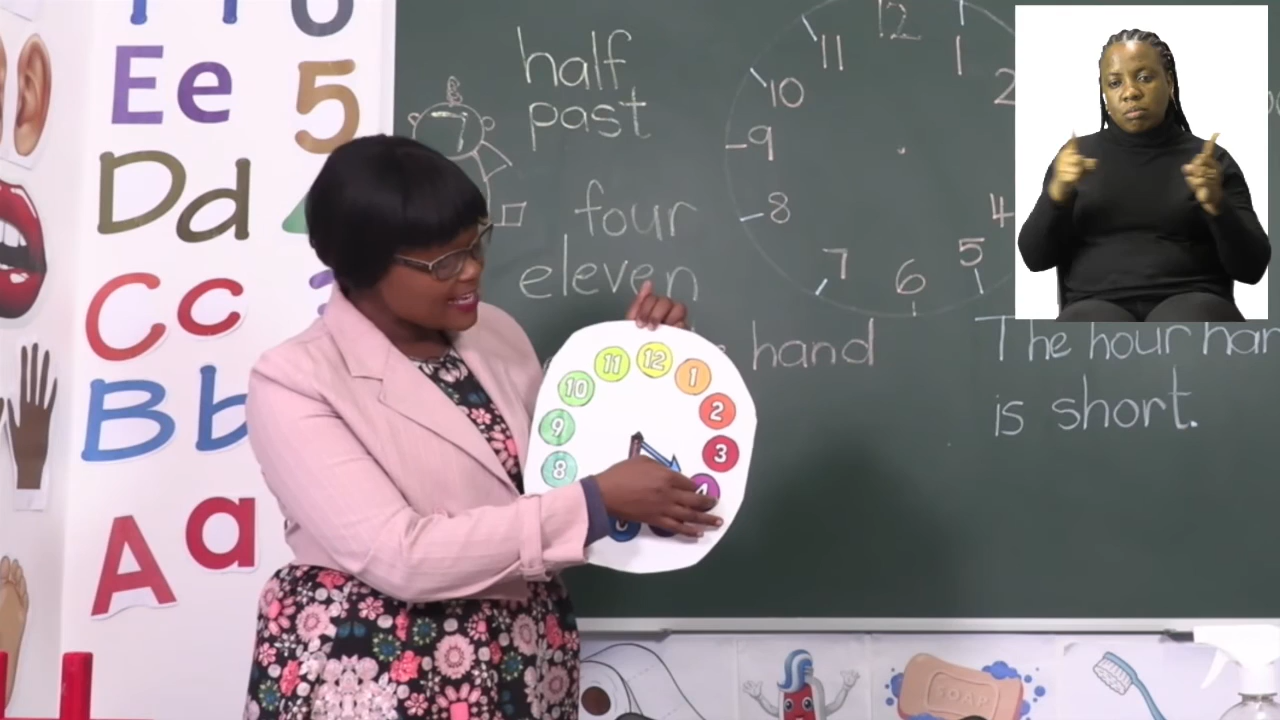 Ee
5
Dd
Cc
Bb
Aa
half
past
four
eleven
hand
The hour
is short.
12
11
1
10
2
9
8
4
7
6
5
12
11
1
10
2
9
3
8
4
SOAP